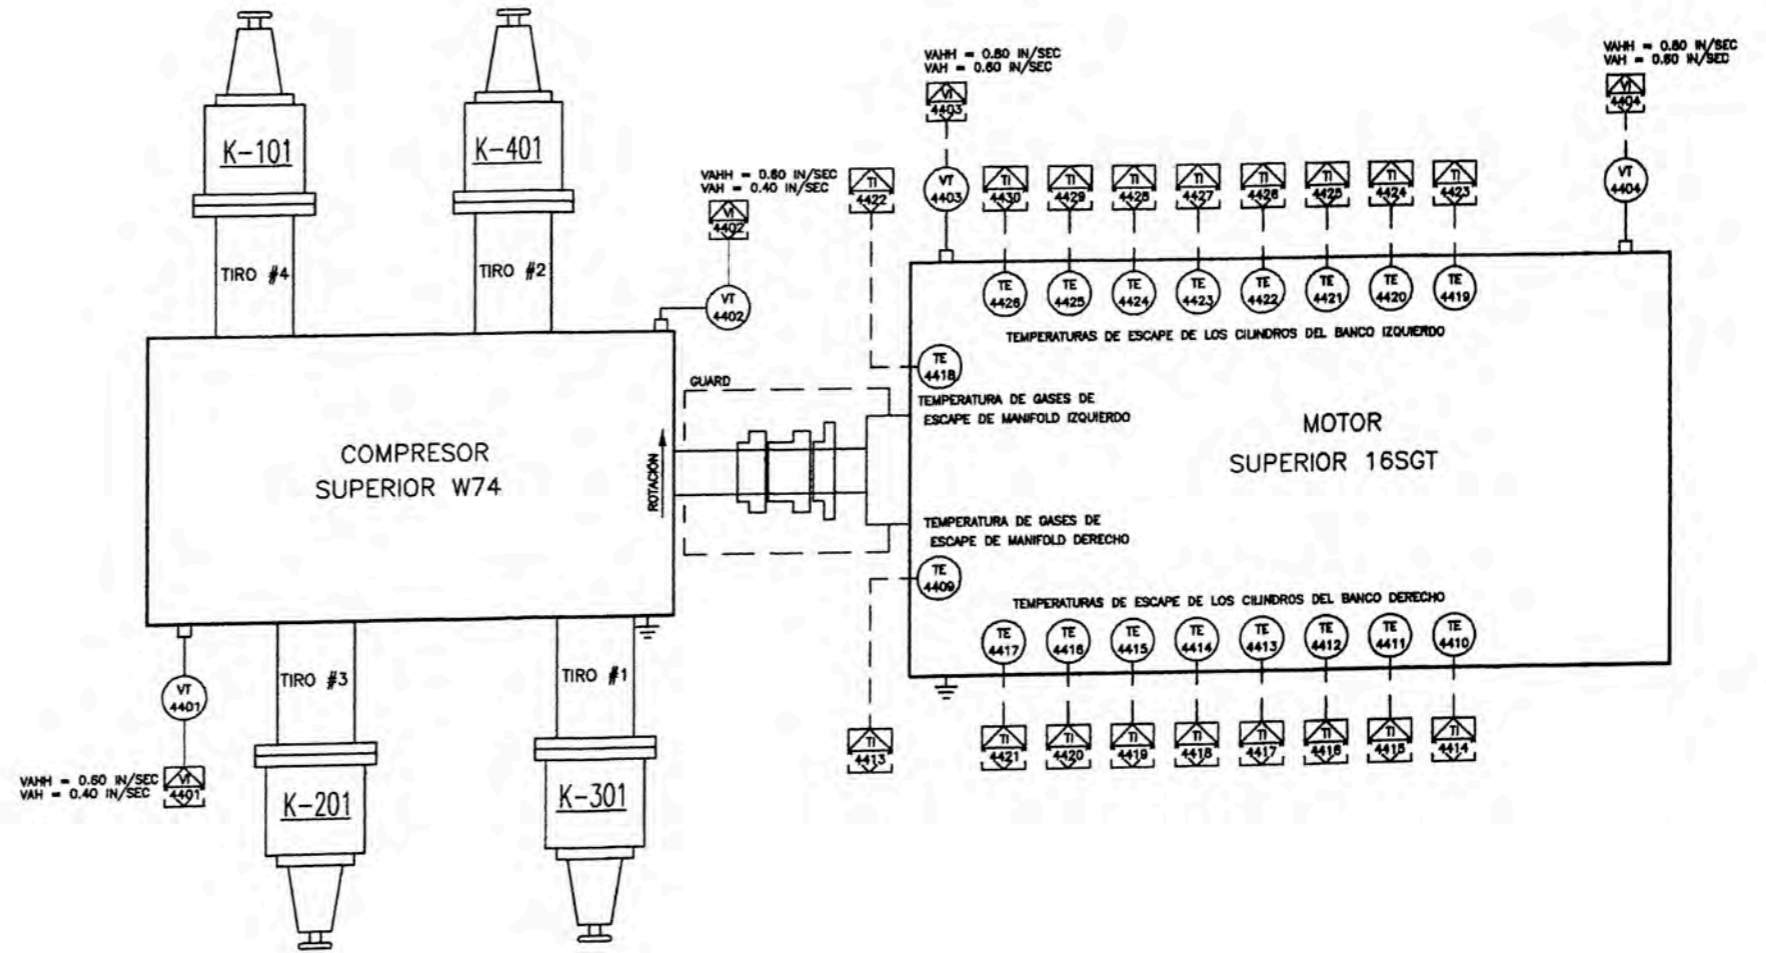 K-101
K-401
TIRO #4
TIRO #2
COMPRESOR
SUPERIOR W74
ROTACIÓN
TIRO #3
TIRO #1
K-201
K-301
VT
4401
VI
4401
VAHH = 0.60 IN/SEC
VAH = 0.40 IN/SEC
VAHH = 0.60 IN/SEC
VAH = 0.40 IN/SEC
VI
4402
VT
4402
GUARD
VAHH = 0.80 IN/SEC
VAH = 0.60 IN/SEC
VI
4403
VT
4403
VAHH = 0.80 IN/SEC
VAH = 0.60 IN/SEC
VI
4404
VT
4404
TI
4422
TI
4430
TI
4429
TI
4428
TI
4427
TI
4426
TI
4425
TI
4424
TI
4423
TE
4426
TE
4425
TE
4424
TE
4423
TE
4422
TE
4421
TE
4420
TE
4419
TEMPERATURAS DE ESCAPE DE LOS CILINDROS DEL BANCO IZQUIERDO
TE
4418
TEMPERATURA DE GASES DE
ESCAPE DE MANIFOLD IZQUIERDO
MOTOR
SUPERIOR 16SGT
TEMPERATURA DE GASES DE
ESCAPE DE MANIFOLD DERECHO
TE
4409
TEMPERATURAS DE ESCAPE DE LOS CILINDROS DEL BANCO DERECHO
TE
4417
TE
4416
TE
4415
TE
4414
TE
4413
TE
4412
TE
4411
TE
4410
TI
4413
TI
4421
TI
4420
TI
4419
TI
4418
TI
4417
TI
4416
TI
4415
TI
4414